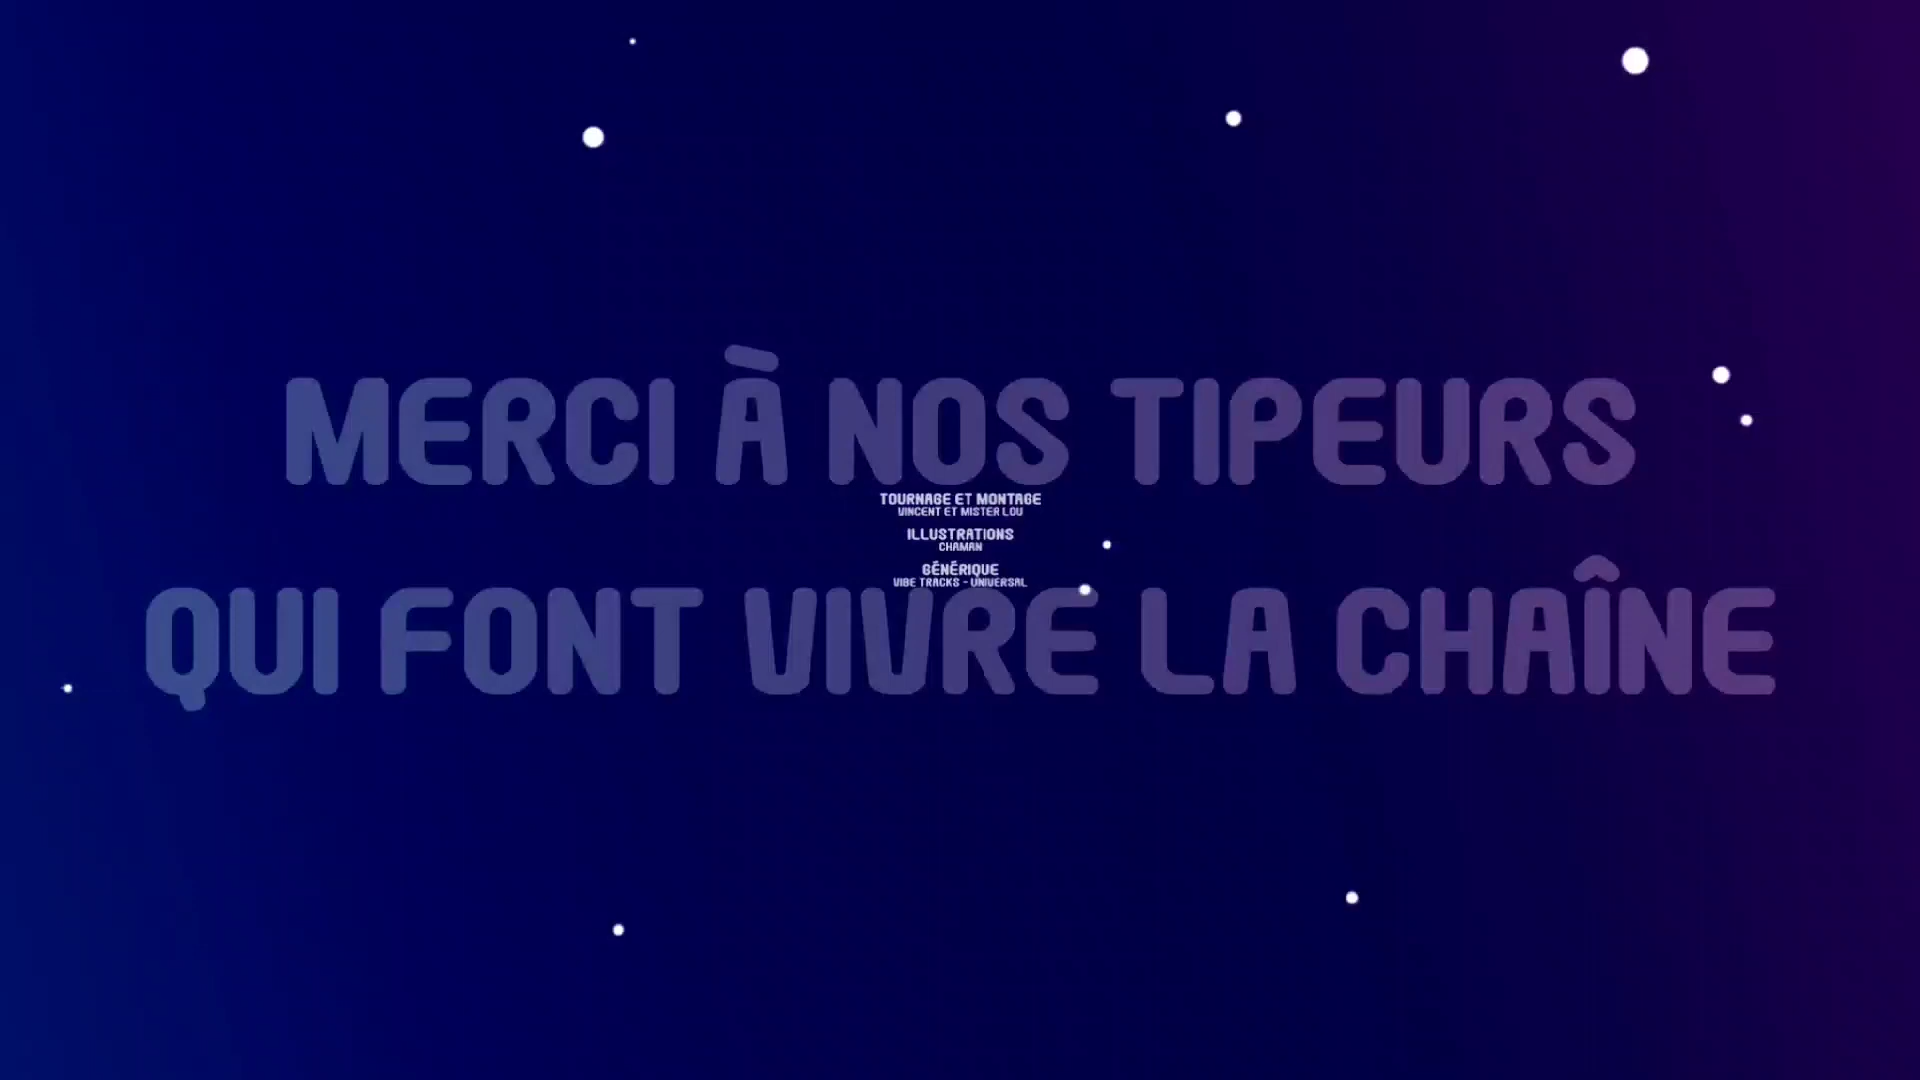 MERCI À NOS TIPEURS
TOURNAGE ET MONTAGE
VINCENT ET MISTER LOU
ILLUSTRATIONS
CHAMAN
GÉNÉRIQUE
VIBE TRACKS - UNIVERSAL
QUI FONT VIVRE LA CHAÎNE